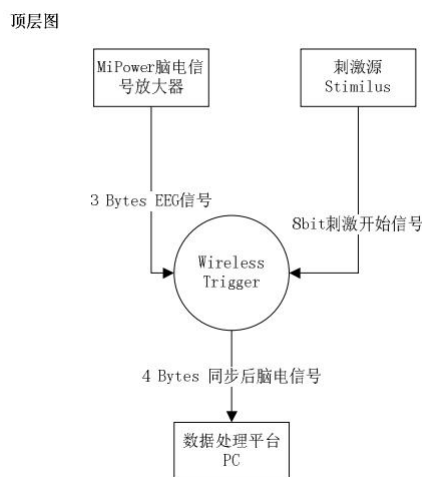 顶层图
MiPower脑电信
号放大器
刺激源
Stimilus
3 Bytes EEG信号
8bit刺激开始信号
Wireless
Trigger
4 Bytes 同步后脑电信号
数据处理平台
PC